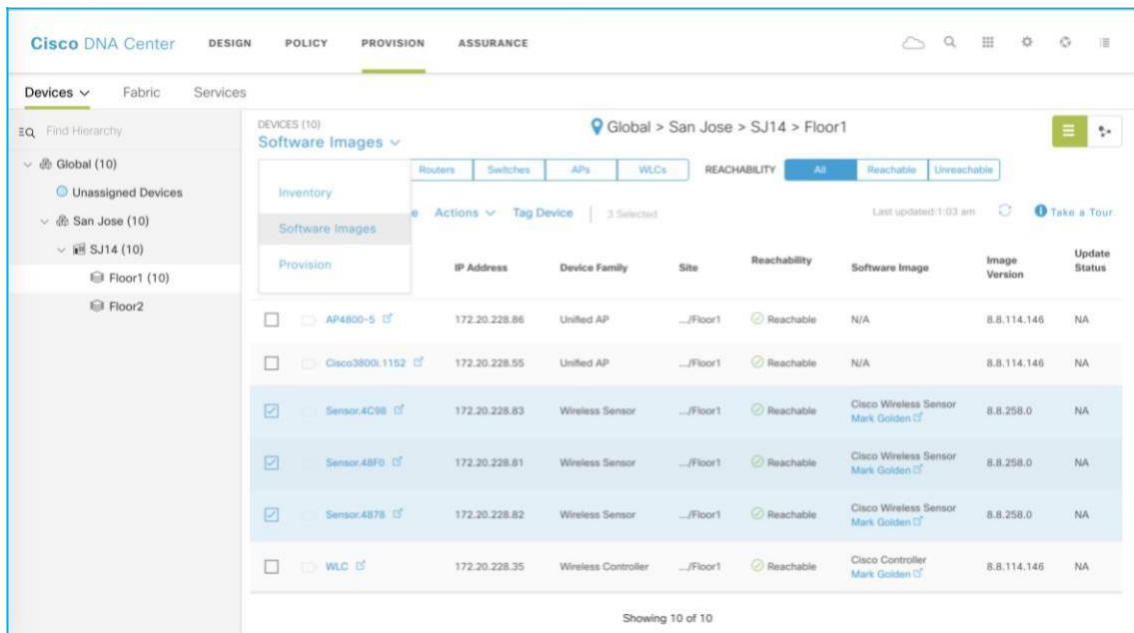 Cisco DNA Center DESIGN POLICY PROVISION ASSURANCE
Devices Fabric Services
Find Hierarchy
Global (10)
Unassigned Devices
San Jose (10)
SJ14 (10)
Floor1 (10)
Floor2
DEVICES (10)
Software Images
Global > San Jose > SJ14 > Floor1
Inventory
Software Images
Provision
Routers Switches APs WLCs REACHABILITY All Reachable Unreachable
e Actions Tag Device 3 Selected Last updated:1:03 am Take a Tour
IP Address Device Family Site Reachability Software Image Image Version Update Status
AP4800-5 172.20.228.86 Unified AP .../Floor1 Reachable N/A 8.8.114.146 NA
Cisco3800i.1152 172.20.228.55 Unified AP .../Floor1 Reachable N/A 8.8.114.146 NA
Sensor.4C98 172.20.228.83 Wireless Sensor .../Floor1 Reachable Cisco Wireless Sensor Mark Golden 8.8.258.0 NA
Sensor.48F0 172.20.228.81 Wireless Sensor .../Floor1 Reachable Cisco Wireless Sensor Mark Golden 8.8.258.0 NA
Sensor.4878 172.20.228.82 Wireless Sensor .../Floor1 Reachable Cisco Wireless Sensor Mark Golden 8.8.258.0 NA
WLC 172.20.228.35 Wireless Controller .../Floor1 Reachable Cisco Controller Mark Golden 8.8.114.146 NA
Showing 10 of 10